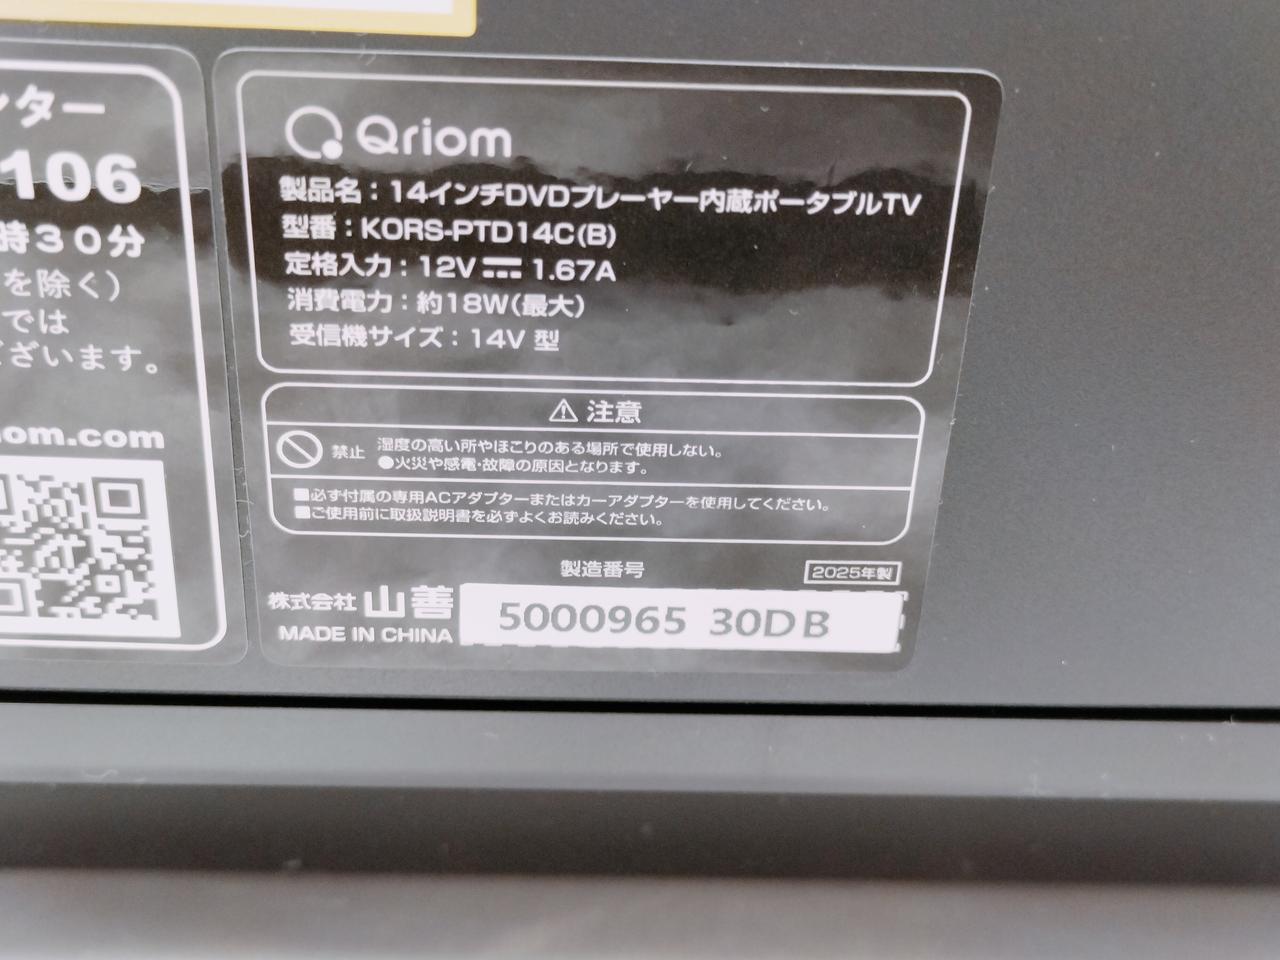 ンター
106
時30分
を除く)
では
ざいます。
iom.com
Qriom
製品名:14インチDVDプレーヤー内蔵ポータブルTV
型番:KORS-PTD14C(B)
定格入力:12V⎓1.67A
消費電力:約18W(最大)
受信機サイズ:14V 型
⚠ 注意
禁止 湿度の高い所やほこりのある場所で使用しない。
●火災や感電・故障の原因となります。
■必ず付属の専用ACアダプターまたはカーアダプターを使用してください。
■ご使用前に取扱説明書を必ずよくお読みください。
製造番号 2025年製
株式会社 山善
MADE IN CHINA
5000965 30DB